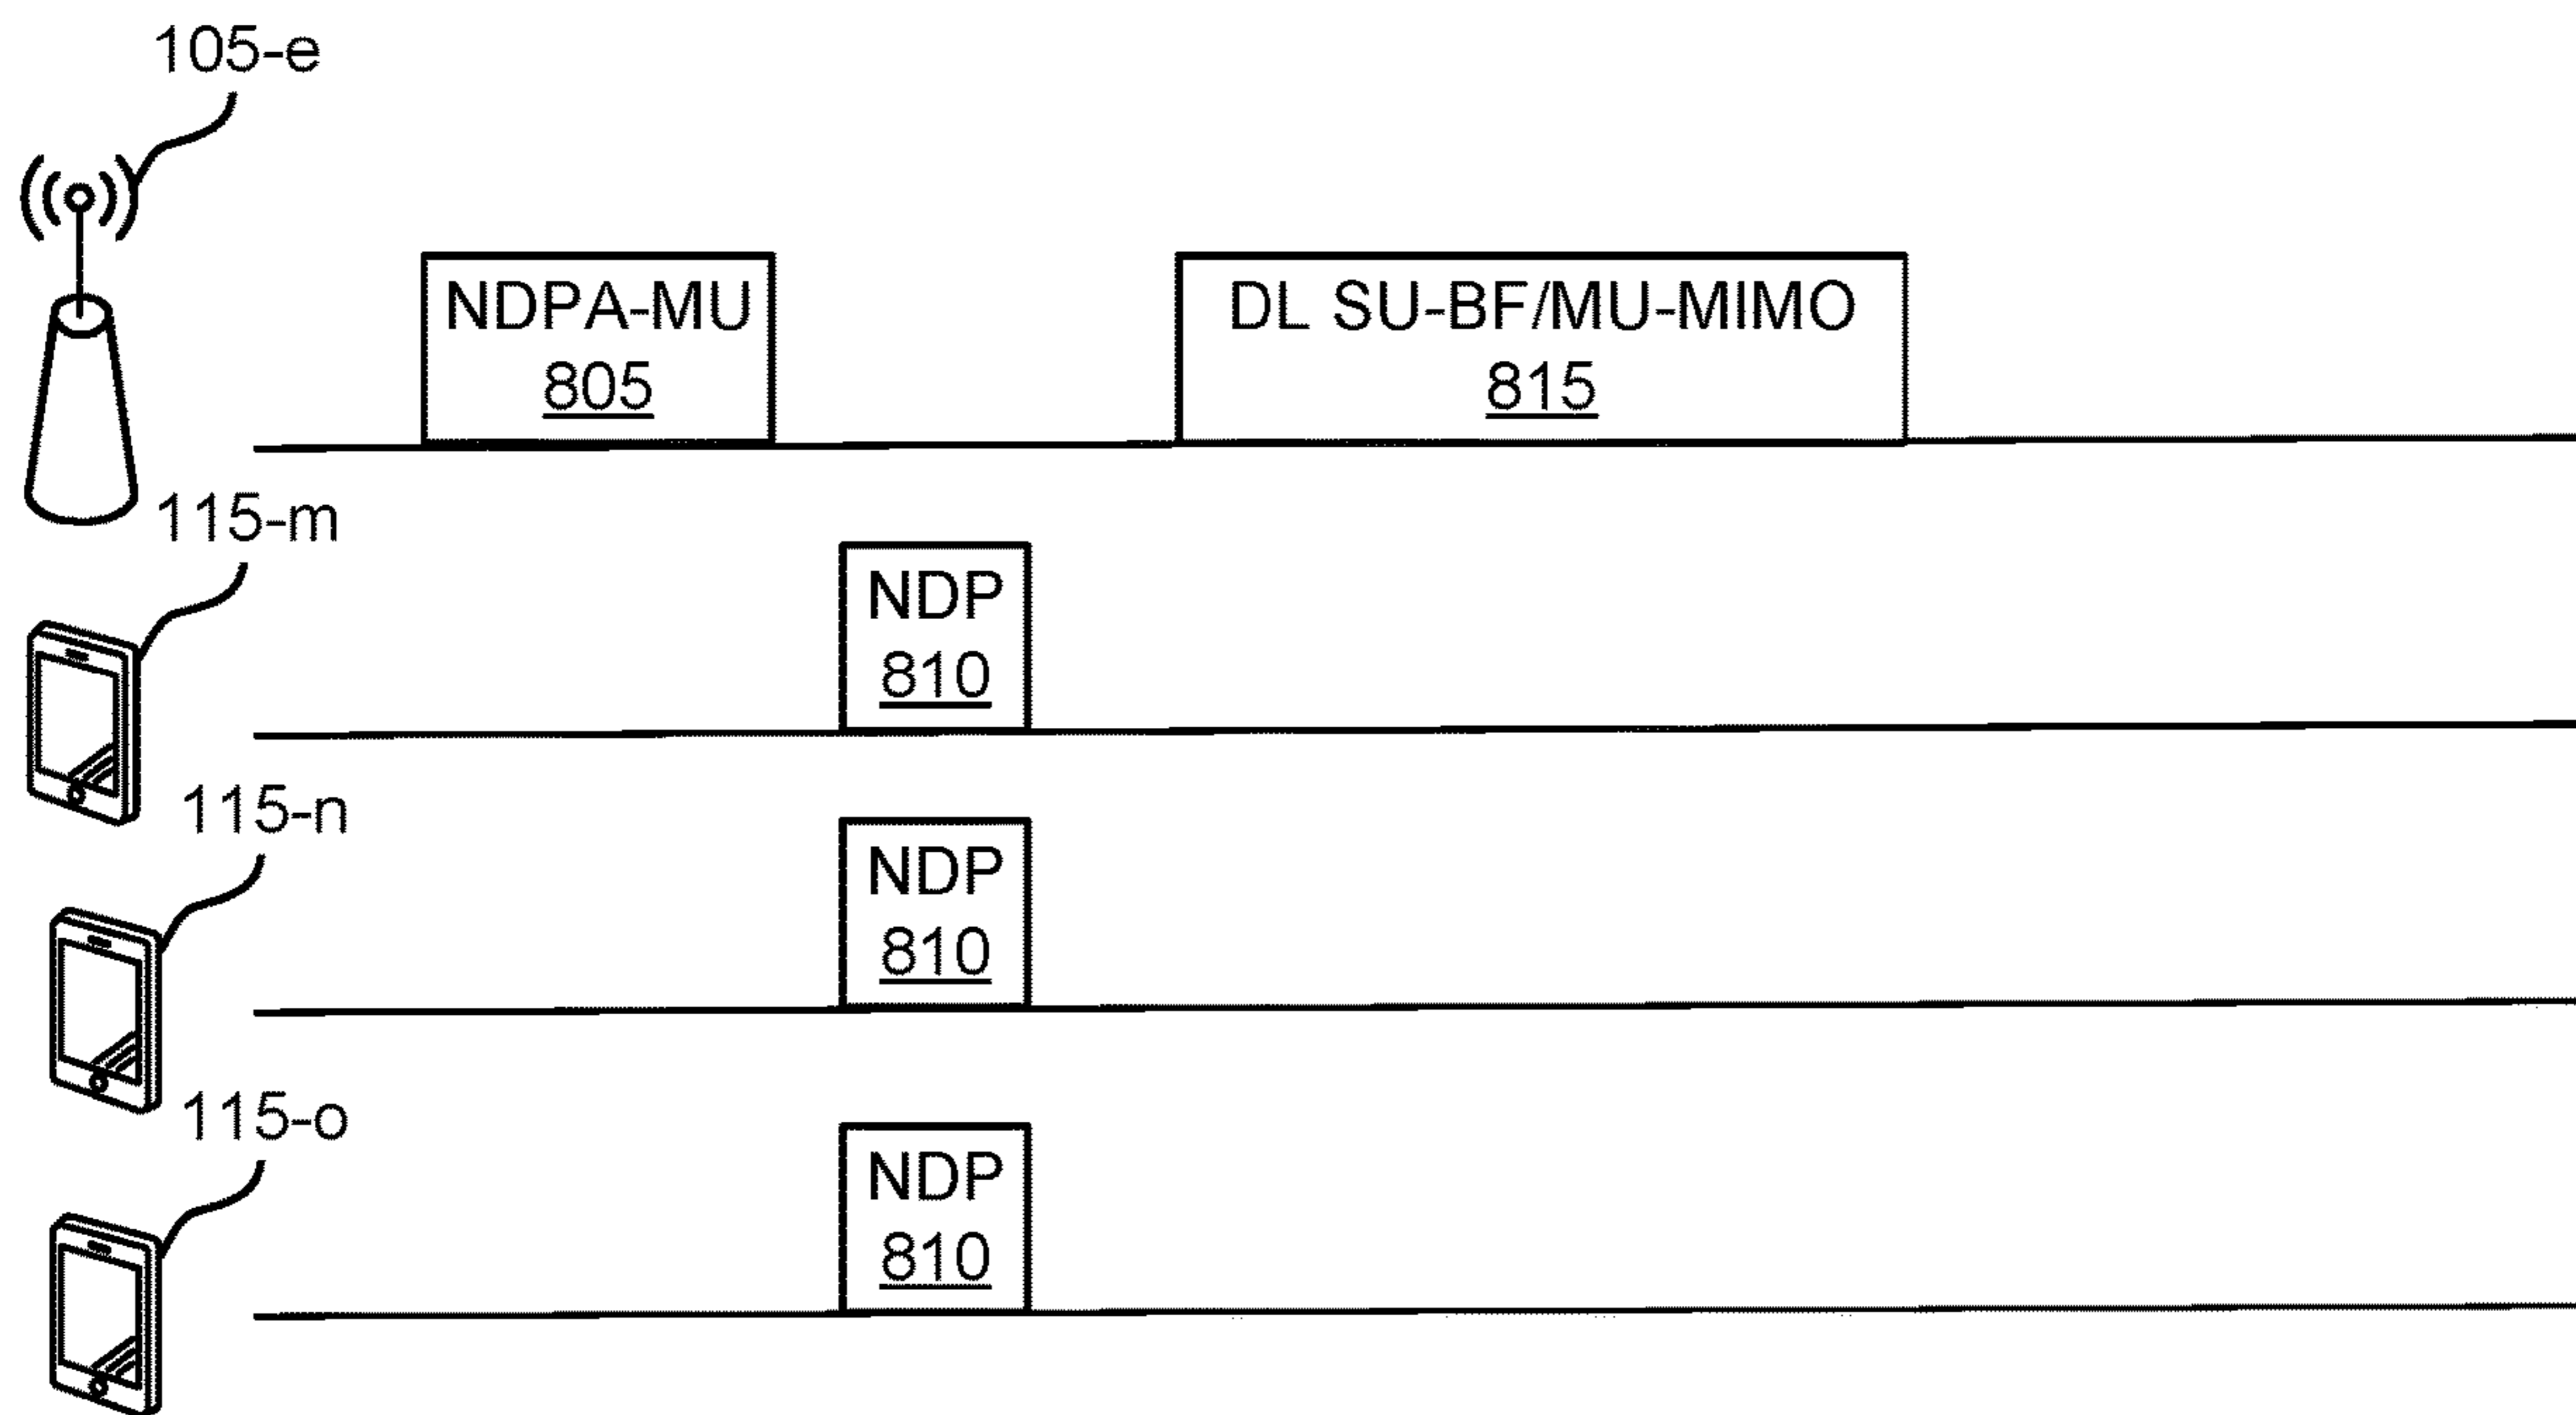 105-e
NDPA-MU
805
DL SU-BF/MU-MIMO
815
115-m
NDP
810
115-n
NDP
810
115-o
NDP
810